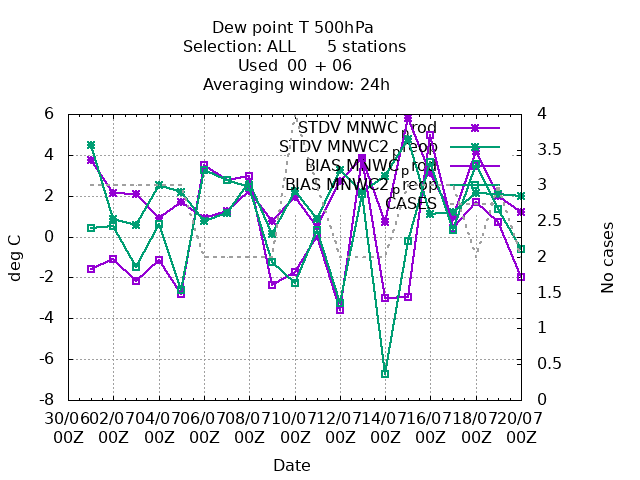 Dew point T 500hPa
Selection: ALL 5 stations
Used 00 + 06
Averaging window: 24h
STDV MNWC_prod
STDV MNWC2_preop
BIAS MNWC_prod
BIAS MNWC2_preop
CASES
6
4
2
0
-2
-4
-6
-8
4
3.5
3
2.5
2
1.5
1
0.5
0
deg C
No cases
30/06 02/07 04/07 06/07 08/07 10/07 12/07 14/07 16/07 18/07 20/07
00Z 00Z 00Z 00Z 00Z 00Z 00Z 00Z 00Z 00Z 00Z
Date